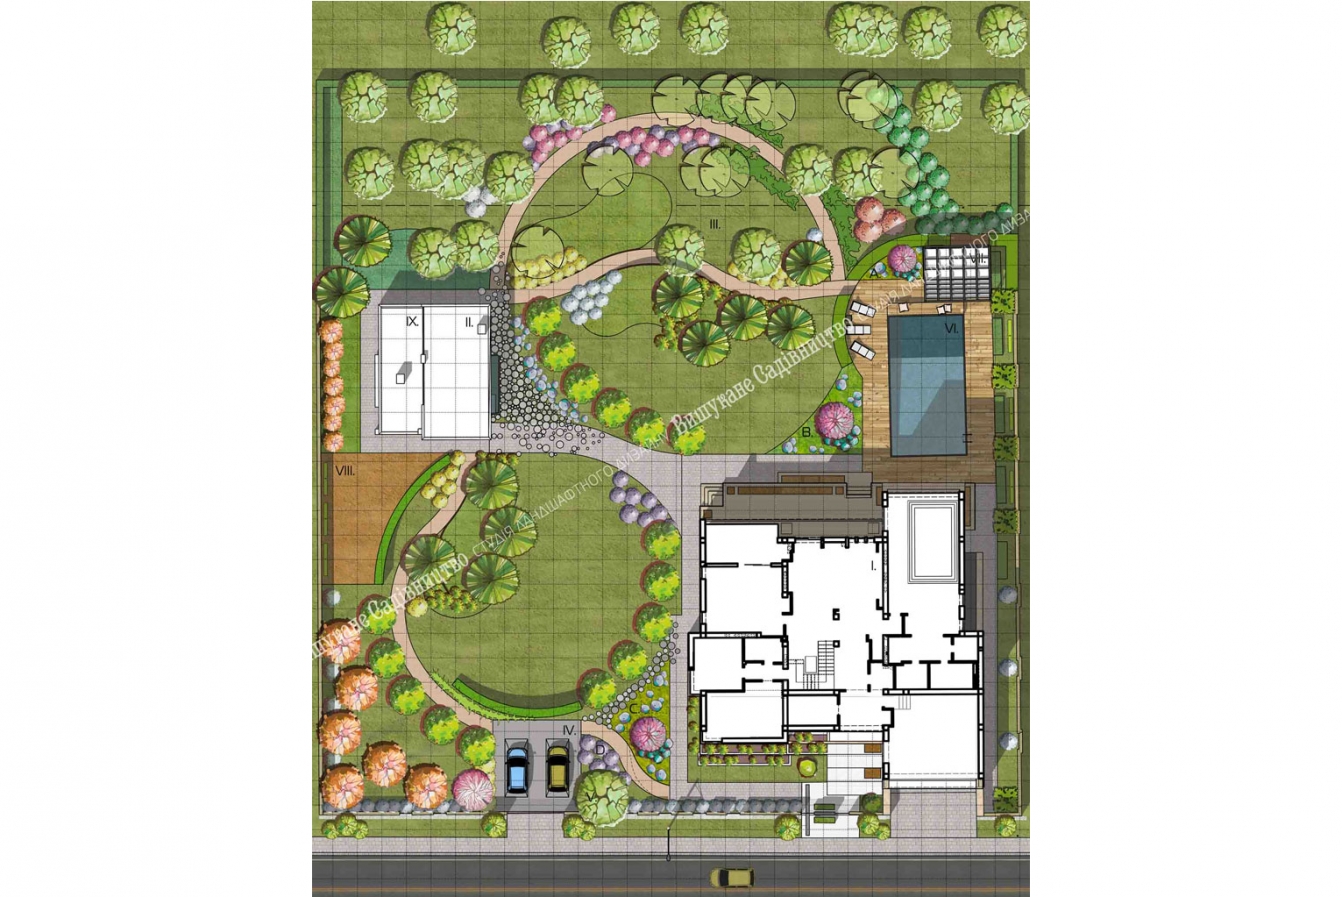 III.
VII.
A.
IX.
II.
VI.
Вишукане Садівництво
СТУДІЯ ЛАНДШАФТНОГО ДИЗАЙНУ
B.
VIII.
I.
Вишукане Садівництво
СТУДІЯ ЛАНДШАФТНОГО ДИЗАЙНУ
C.
IV.
D.